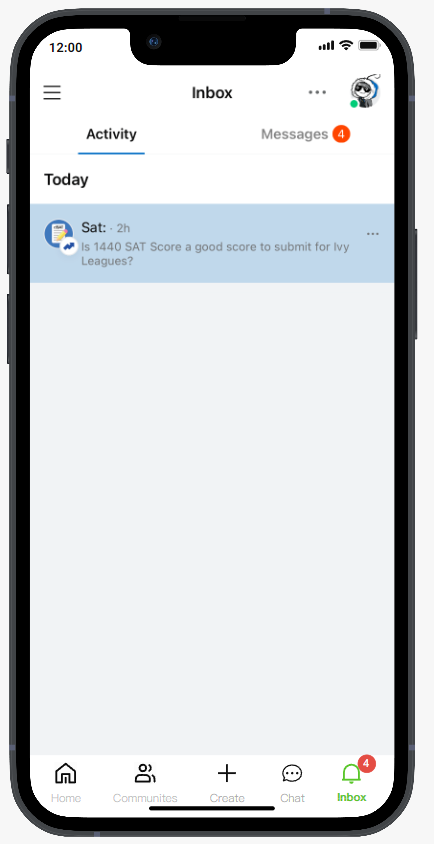 12:00
Inbox
Activity
Messages 4
Today
Sat: · 2h
Is 1440 SAT Score a good score to submit for Ivy
Leagues?
4
Home
Communites
Create
Chat
Inbox